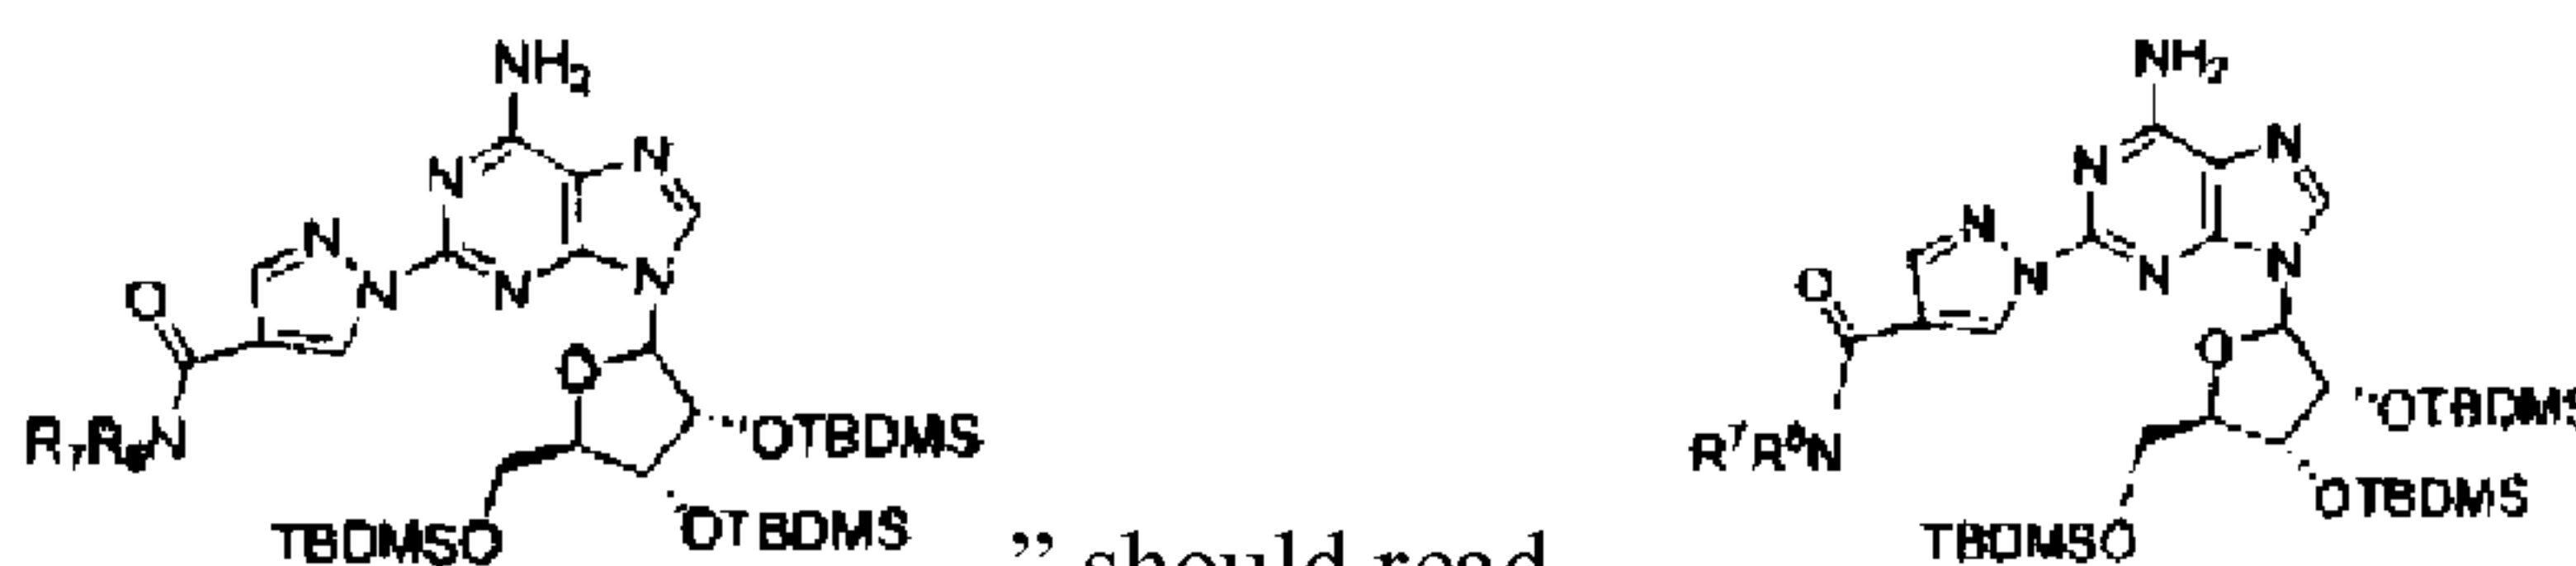 NH₂ NH₂
N N N N
N N
O N N N O N N N
O O
R₇R₈N OTBDMS R⁷R⁸N OTBDMS
TBDMSO OTBDMS ” should read TBDMSO OTBDMS